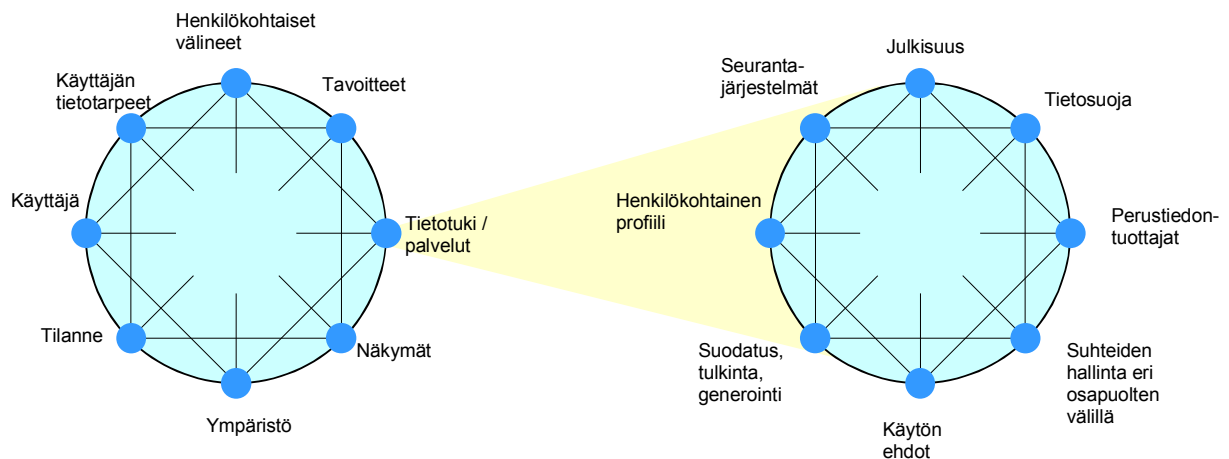 Henkilökohtaiset
välineet
Käyttäjän
tietotarpeet
Tavoitteet
Käyttäjä
Tietotuki /
palvelut
Tilanne
Näkymät
Ympäristö
Julkisuus
Seuranta-
järjestelmät
Tietosuoja
Henkilökohtainen
profiili
Perustiedon-
tuottajat
Suodatus,
tulkinta,
generointi
Suhteiden
hallinta eri
osapuolten
välillä
Käytön
ehdot